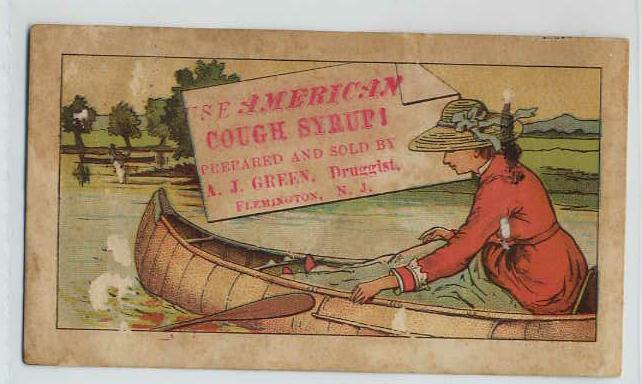 USE AMERICAN
COUGH SYRUP!
PREPARED AND SOLD BY
A. J. GREEN, Druggist,
FLEMINGTON, N. J.